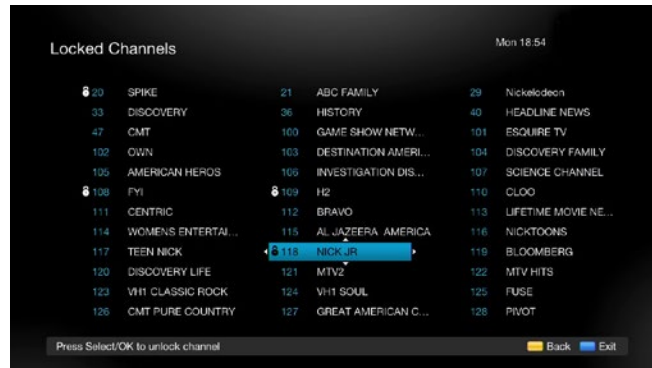 Locked Channels Mon 18:54
20 SPIKE 21 ABC FAMILY 29 Nickelodeon
33 DISCOVERY 36 HISTORY 40 HEADLINE NEWS
47 CMT 100 GAME SHOW NETW... 101 ESQUIRE TV
102 OWN 103 DESTINATION AMERI... 104 DISCOVERY FAMILY
105 AMERICAN HEROS 106 INVESTIGATION DIS... 107 SCIENCE CHANNEL
108 FYI 109 H2 110 CLOO
111 CENTRIC 112 BRAVO 113 LIFETIME MOVIE NE...
114 WOMENS ENTERTAI... 115 AL JAZEERA AMERICA 116 NICKTOONS
117 TEEN NICK 118 NICK JR 119 BLOOMBERG
120 DISCOVERY LIFE 121 MTV2 122 MTV HITS
123 VH1 CLASSIC ROCK 124 VH1 SOUL 125 FUSE
126 CMT PURE COUNTRY 127 GREAT AMERICAN C... 128 PIVOT
Press Select/OK to unlock channel Back Exit